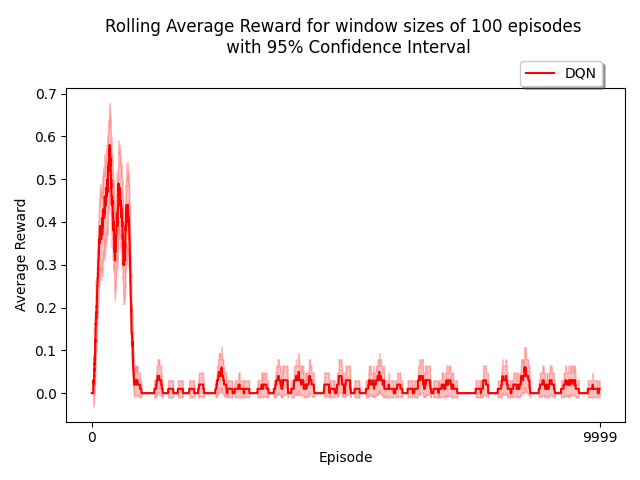 Rolling Average Reward for window sizes of 100 episodes
with 95% Confidence Interval
DQN
0.7
0.6
0.5
0.4
0.3
0.2
0.1
0.0
Average Reward
0
9999
Episode